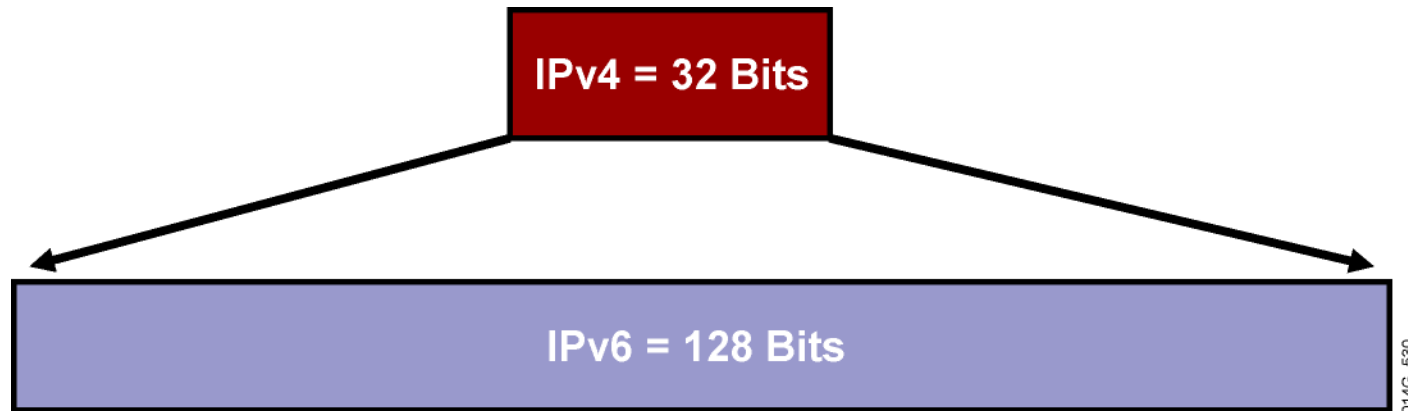 IPv4 = 32 Bits
IPv6 = 128 Bits